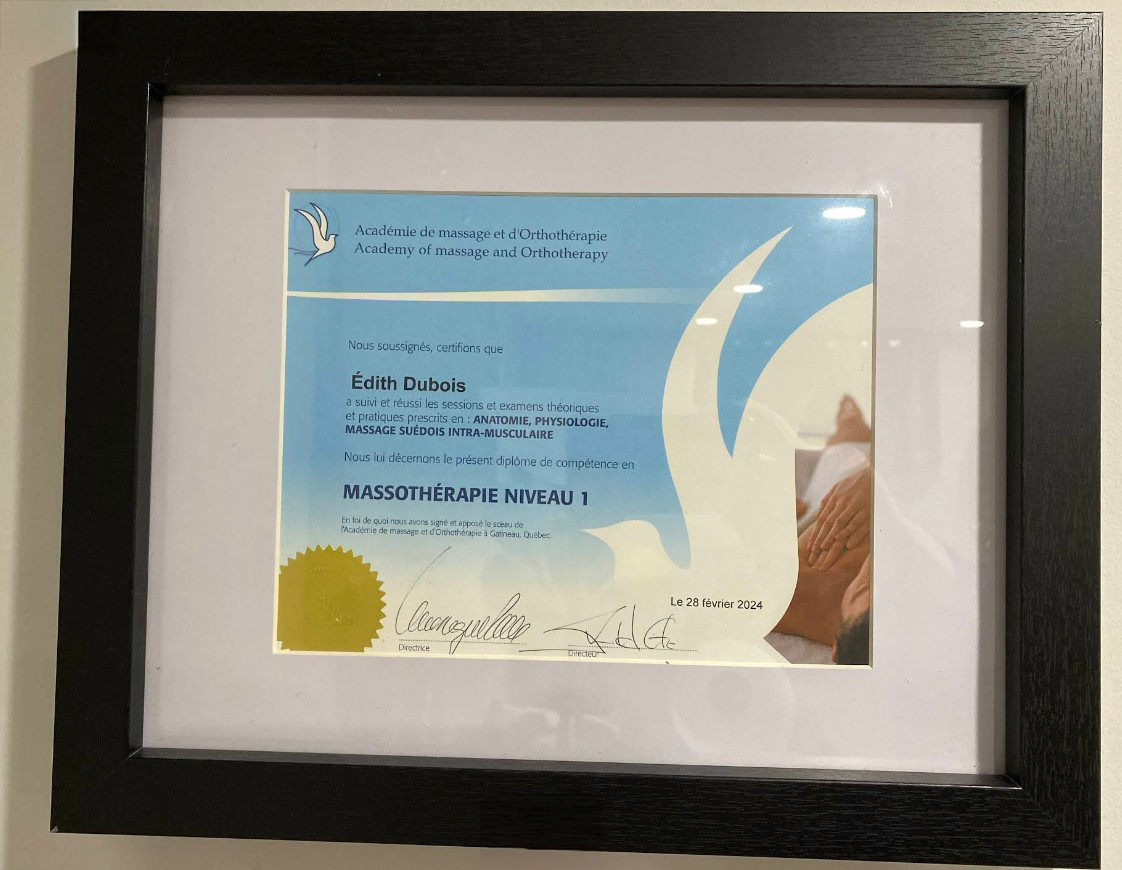 Académie de massage et d'Orthothérapie
Academy of massage and Orthotherapy
Nous soussignés, certifions que
Édith Dubois
a suivi et réussi les sessions et examens théoriques
et pratiques prescrits en : ANATOMIE, PHYSIOLOGIE,
MASSAGE SUÉDOIS INTRA-MUSCULAIRE
Nous lui décernons le présent diplôme de compétence en
MASSOTHÉRAPIE NIVEAU 1
En foi de quoi nous avons signé et apposé le sceau de
l'Académie de massage et d'Orthothérapie à Gatineau, Québec.
Le 28 février 2024
Directrice
Directeur